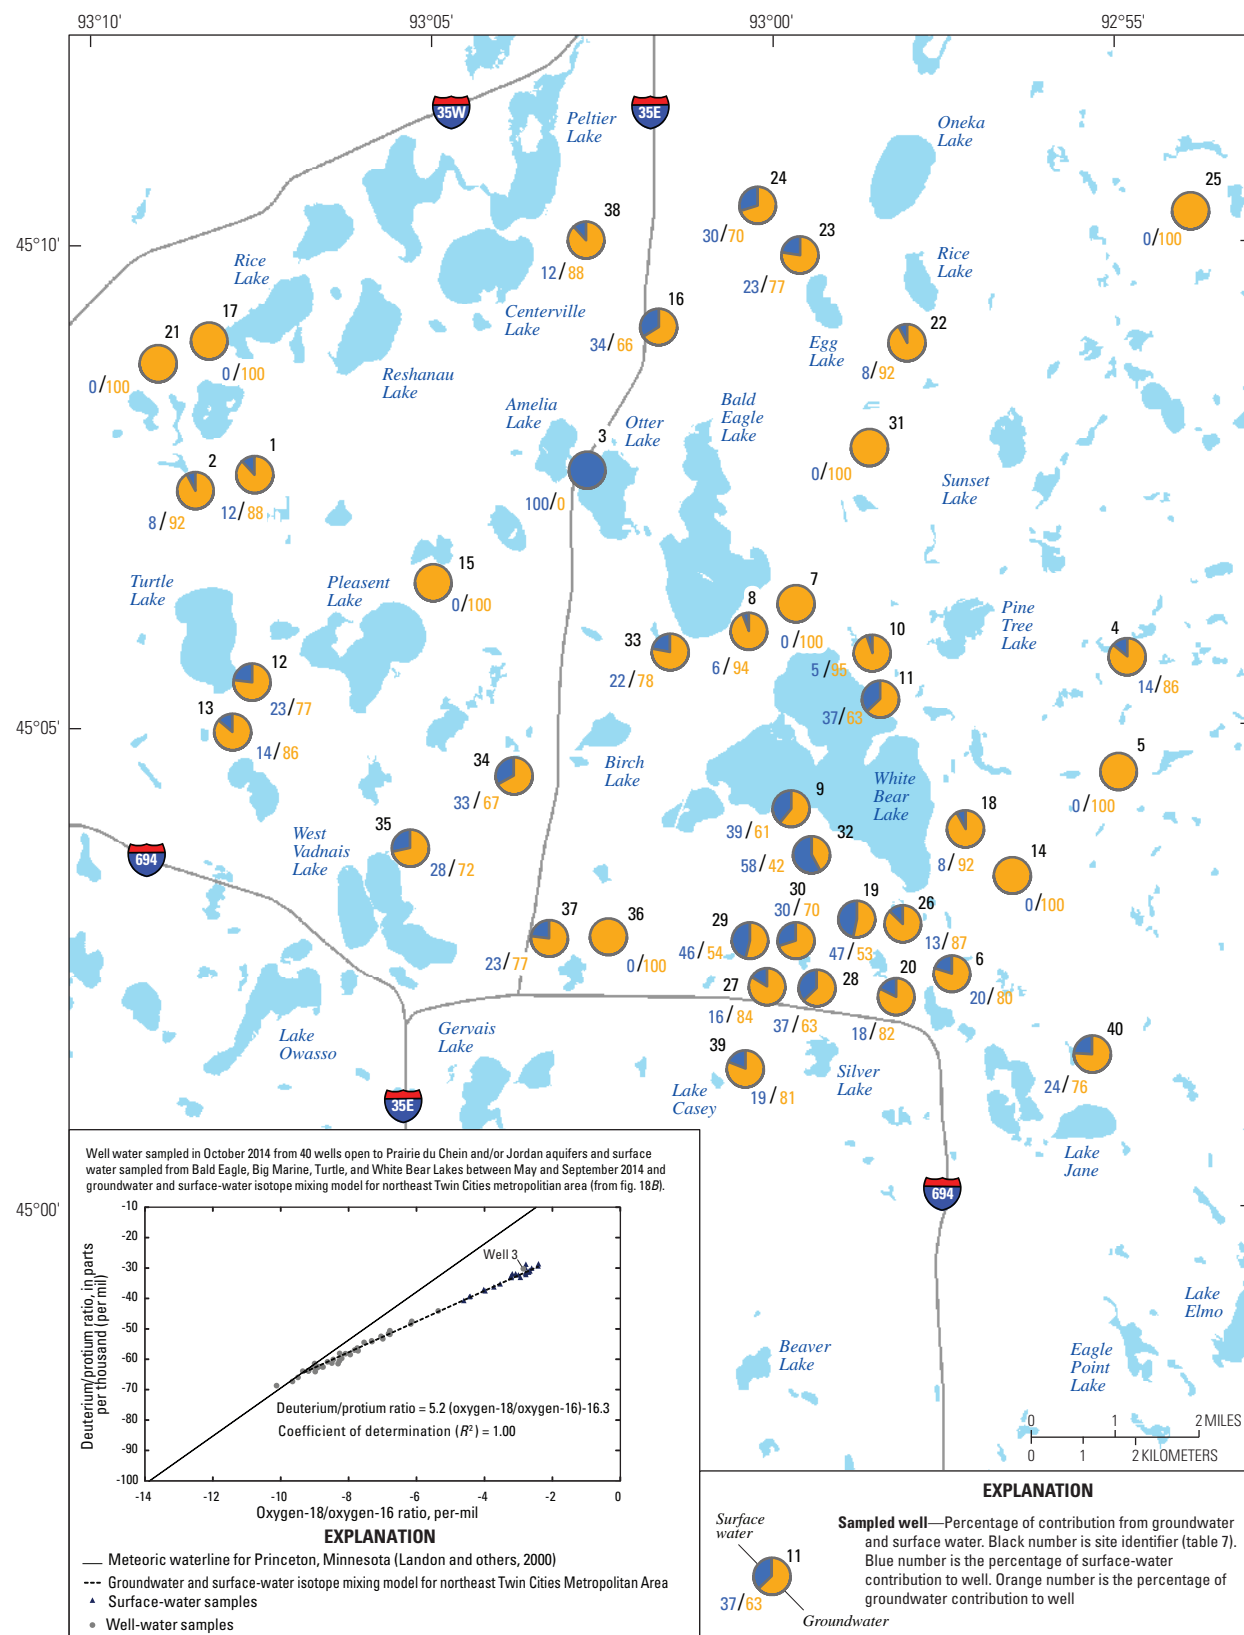 93°10'
93°05'
93°00'
92°55'
35W
35E
Peltier
Lake
Oneka
Lake
24
25
38
23
30/70
0/100
45°10'
Rice
Lake
12/88
23/77
Rice
Lake
17
Centerville
Lake
16
22
21
34/66
Egg
Lake
0/100
0/100
Reshanau
Lake
8/92
Amelia
Lake
Otter
Lake
Bald
Eagle
Lake
31
3
1
2
0/100
Sunset
Lake
100/0
12/88
8/92
15
Turtle
Lake
Pleasent
Lake
7
8
0/100
Pine
Tree
Lake
10
4
33
0/100
12
6/94
5/95
22/78
11
14/86
13
23/77
37/63
45°05'
14/86
5
34
Birch
Lake
White
Bear
Lake
9
0/100
33/67
18
35
West
Vadnais
Lake
39/61
32
694
28/72
58/42
8/92
14
30
19
30/70
26
0/100
37
36
29
46/54
13/87
23/77
0/100
47/53
6
27
28
20
20/80
16/84
37/63
18/82
Lake
Owasso
Gervais
Lake
40
39
Silver
Lake
24/76
35E
Lake
Casey
19/81
Lake
Jane
694
45°00'
Lake
Elmo
Beaver
Lake
Eagle
Point
Lake
0 1 2 MILES
0 1 2 KILOMETERS
Well water sampled in October 2014 from 40 wells open to Prairie du Chein and/or Jordan aquifers and surface
water sampled from Bald Eagle, Big Marine, Turtle, and White Bear Lakes between May and September 2014 and
groundwater and surface-water isotope mixing model for northeast Twin Cities metropolitian area (from fig. 18B).
Deuterium/protium ratio, in parts
per thousand (per mil)
-10
-20
-30
-40
-50
-60
-70
-80
-90
-100
Well 3
Deuterium/protium ratio = 5.2 (oxygen-18/oxygen-16)-16.3
Coefficient of determination (R²) = 1.00
-14 -12 -10 -8 -6 -4 -2 0
Oxygen-18/oxygen-16 ratio, per-mil
EXPLANATION
Meteoric waterline for Princeton, Minnesota (Landon and others, 2000)
Groundwater and surface-water isotope mixing model for northeast Twin Cities Metropolitan Area
Surface-water samples
Well-water samples
EXPLANATION
Surface
water
11
37/63
Groundwater
Sampled well—Percentage of contribution from groundwater
and surface water. Black number is site identifier (table 7).
Blue number is the percentage of surface-water
contribution to well. Orange number is the percentage of
groundwater contribution to well